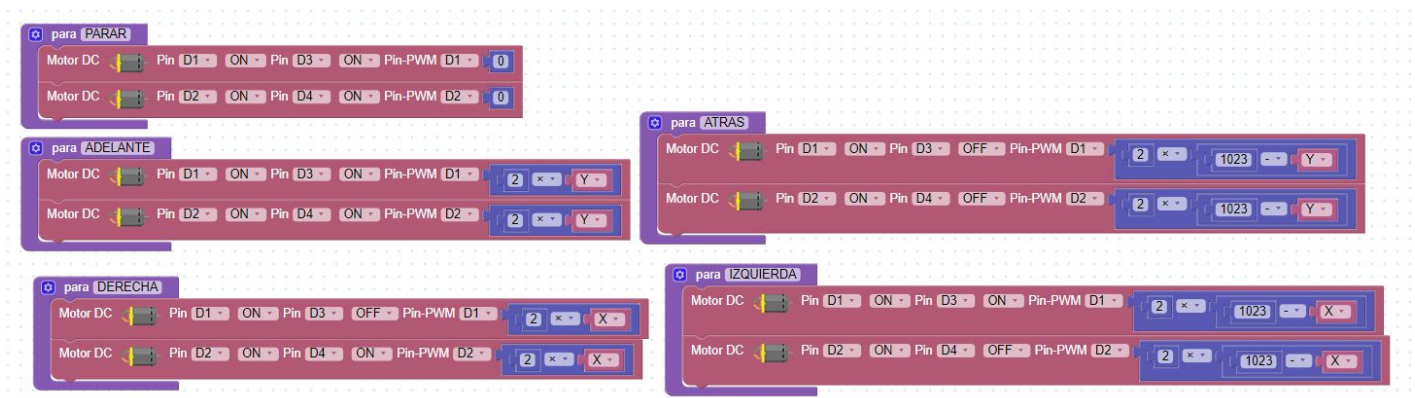 para PARAR
Motor DC Pin D1 ON Pin D3 ON Pin-PWM D1 0
Motor DC Pin D2 ON Pin D4 ON Pin-PWM D2 0
para ADELANTE
Motor DC Pin D1 ON Pin D3 ON Pin-PWM D1 2 × Y
Motor DC Pin D2 ON Pin D4 ON Pin-PWM D2 2 × Y
para ATRAS
Motor DC Pin D1 ON Pin D3 OFF Pin-PWM D1 2 × 1023 - Y
Motor DC Pin D2 ON Pin D4 OFF Pin-PWM D2 2 × 1023 - Y
para DERECHA
Motor DC Pin D1 ON Pin D3 OFF Pin-PWM D1 2 × X
Motor DC Pin D2 ON Pin D4 ON Pin-PWM D2 2 × X
para IZQUIERDA
Motor DC Pin D1 ON Pin D3 ON Pin-PWM D1 2 × 1023 - X
Motor DC Pin D2 ON Pin D4 OFF Pin-PWM D2 2 × 1023 - X